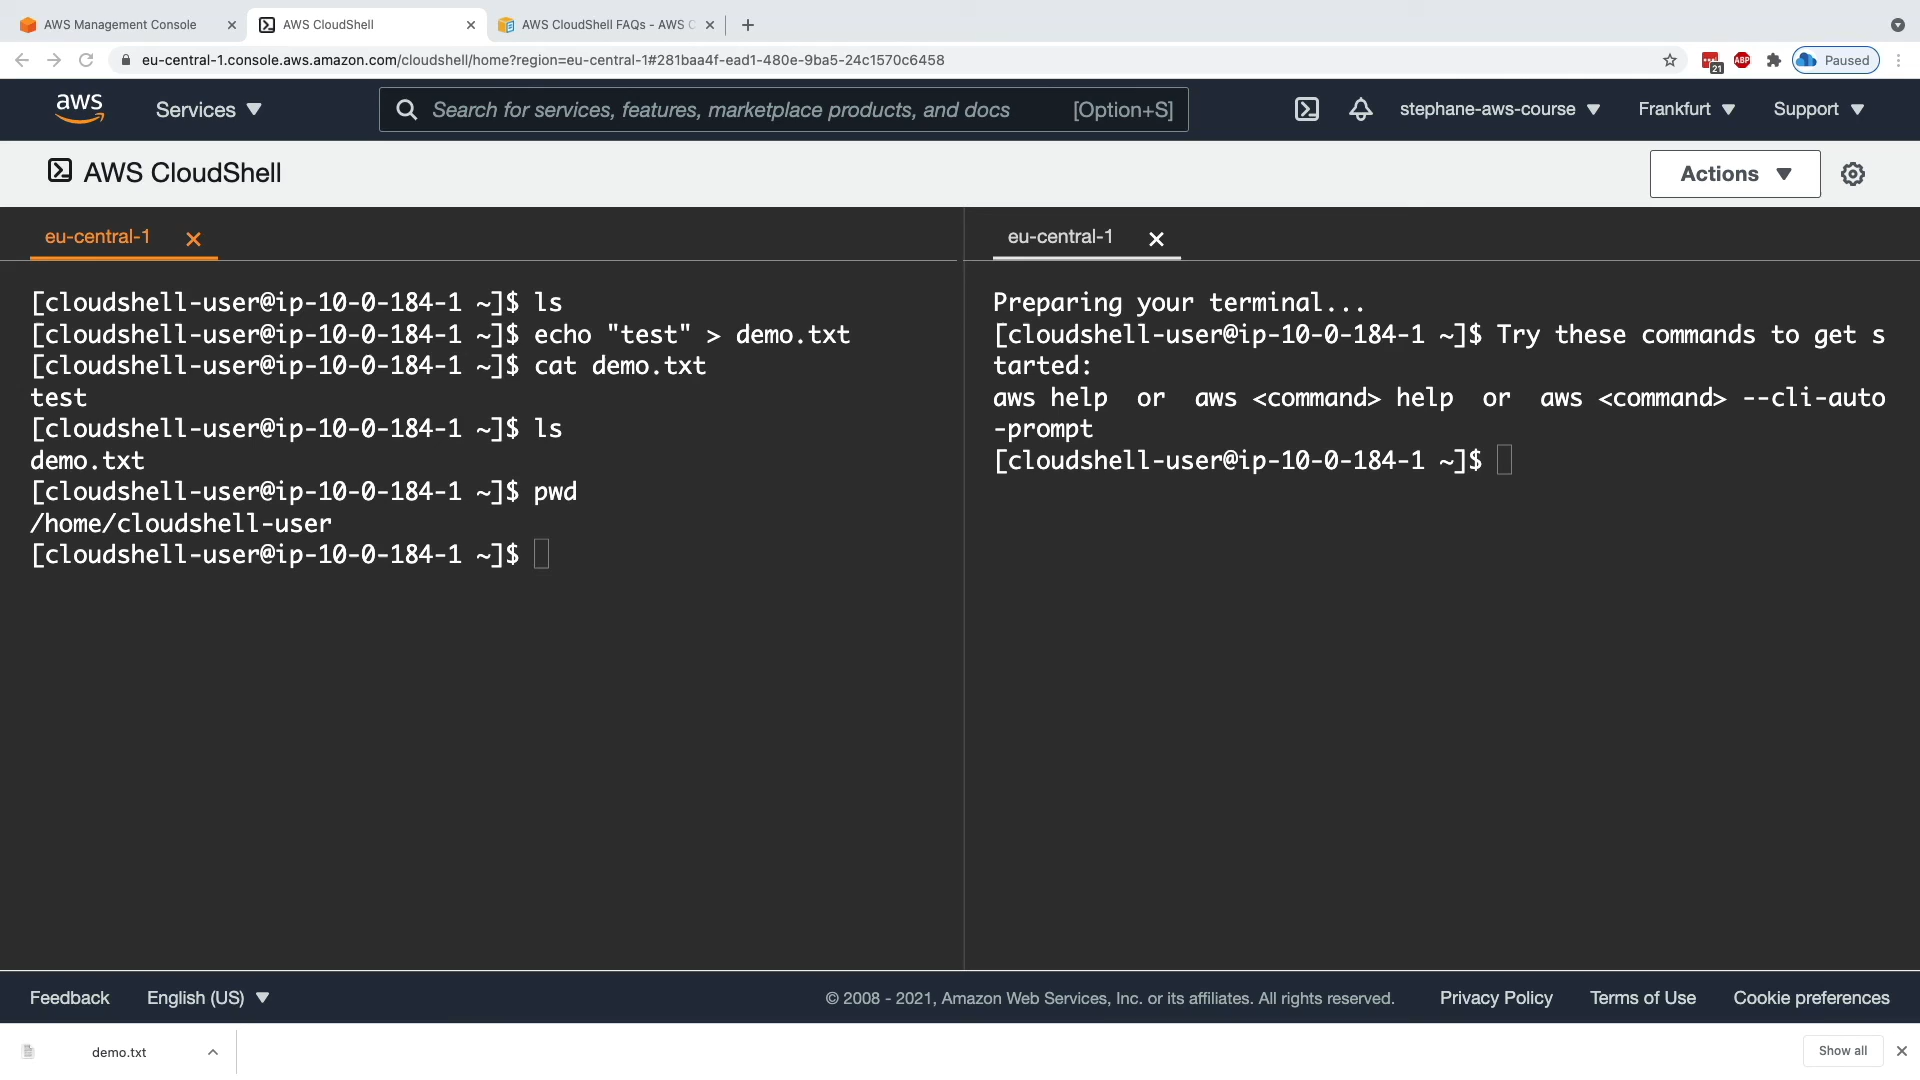 AWS Management Console
AWS CloudShell
AWS CloudShell FAQs - AWS C
eu-central-1.console.aws.amazon.com/cloudshell/home?region=eu-central-1#281baa4f-ead1-480e-9ba5-24c1570c6458
21
ABP
Paused
aws
Services
Search for services, features, marketplace products, and docs [Option+S]
stephane-aws-course
Frankfurt
Support
AWS CloudShell
Actions
eu-central-1
[cloudshell-user@ip-10-0-184-1 ~]$ ls
[cloudshell-user@ip-10-0-184-1 ~]$ echo "test" > demo.txt
[cloudshell-user@ip-10-0-184-1 ~]$ cat demo.txt
test
[cloudshell-user@ip-10-0-184-1 ~]$ ls
demo.txt
[cloudshell-user@ip-10-0-184-1 ~]$ pwd
/home/cloudshell-user
[cloudshell-user@ip-10-0-184-1 ~]$
eu-central-1
Preparing your terminal...
[cloudshell-user@ip-10-0-184-1 ~]$ Try these commands to get s
tarted:
aws help  or  aws <command> help  or  aws <command> --cli-auto
-prompt
[cloudshell-user@ip-10-0-184-1 ~]$
Feedback
English (US)
© 2008 - 2021, Amazon Web Services, Inc. or its affiliates. All rights reserved.
Privacy Policy
Terms of Use
Cookie preferences
demo.txt
Show all